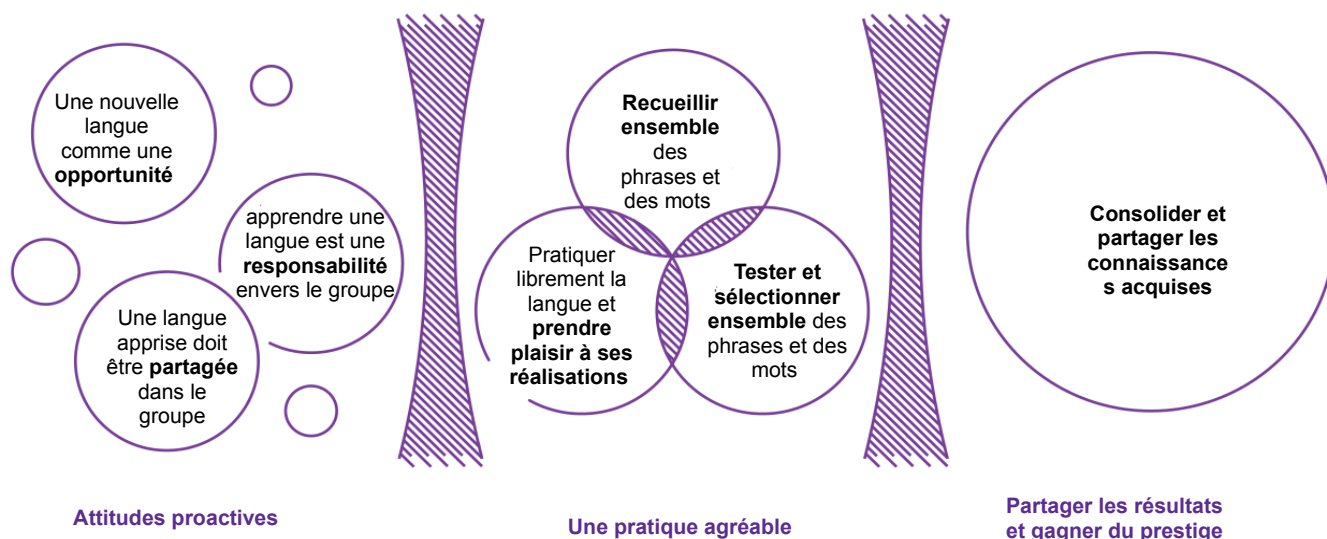 Une nouvelle
langue
comme une
opportunité
apprendre une
langue est une
responsabilité
envers le groupe
Une langue
apprise doit
être partagée
dans le
groupe
Attitudes proactives
Recueillir
ensemble
des
phrases et
des mots
Pratiquer
librement la
langue et
prendre
plaisir à ses
réalisations
Tester et
sélectionner
ensemble des
phrases et des
mots
Une pratique agréable
Consolider et
partager les
connaissance
s acquises
Partager les résultats
et gagner du prestige